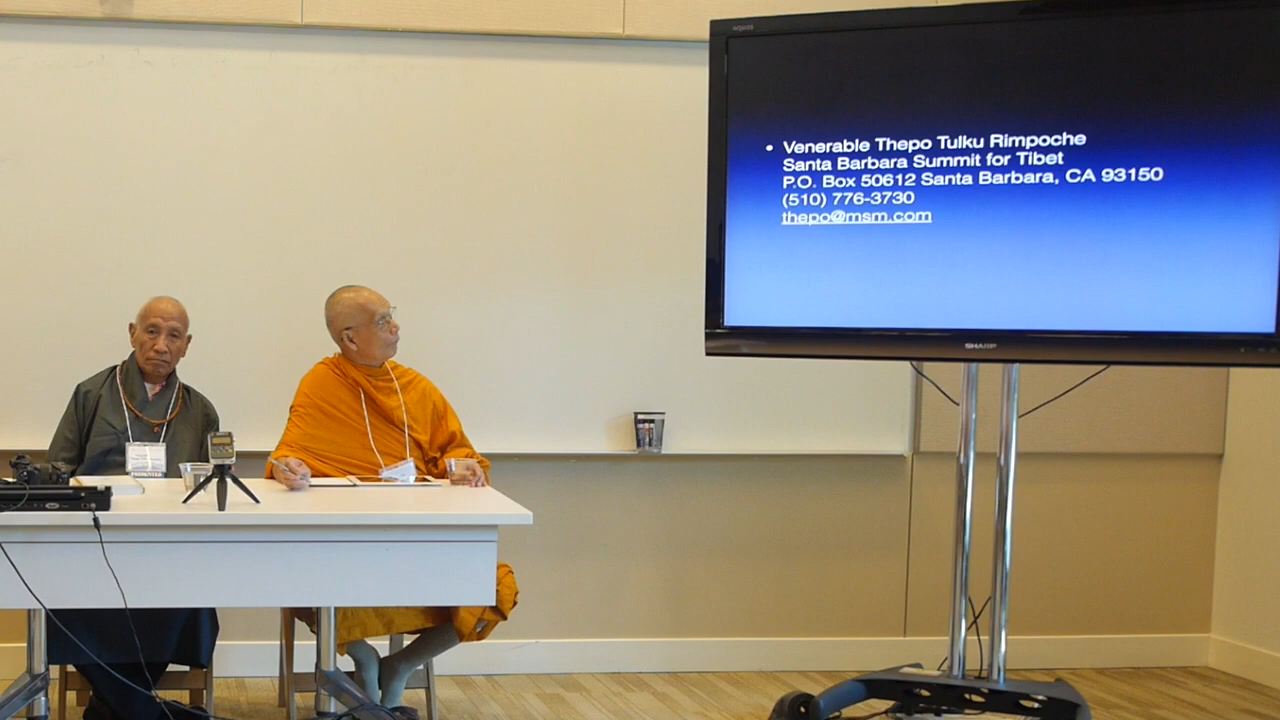 • Venerable Thepo Tulku Rimpoche
Santa Barbara Summit for Tibet
P.O. Box 50612 Santa Barbara, CA 93150
(510) 776-3730
thepo@msm.com
SHARP
PRESENTER